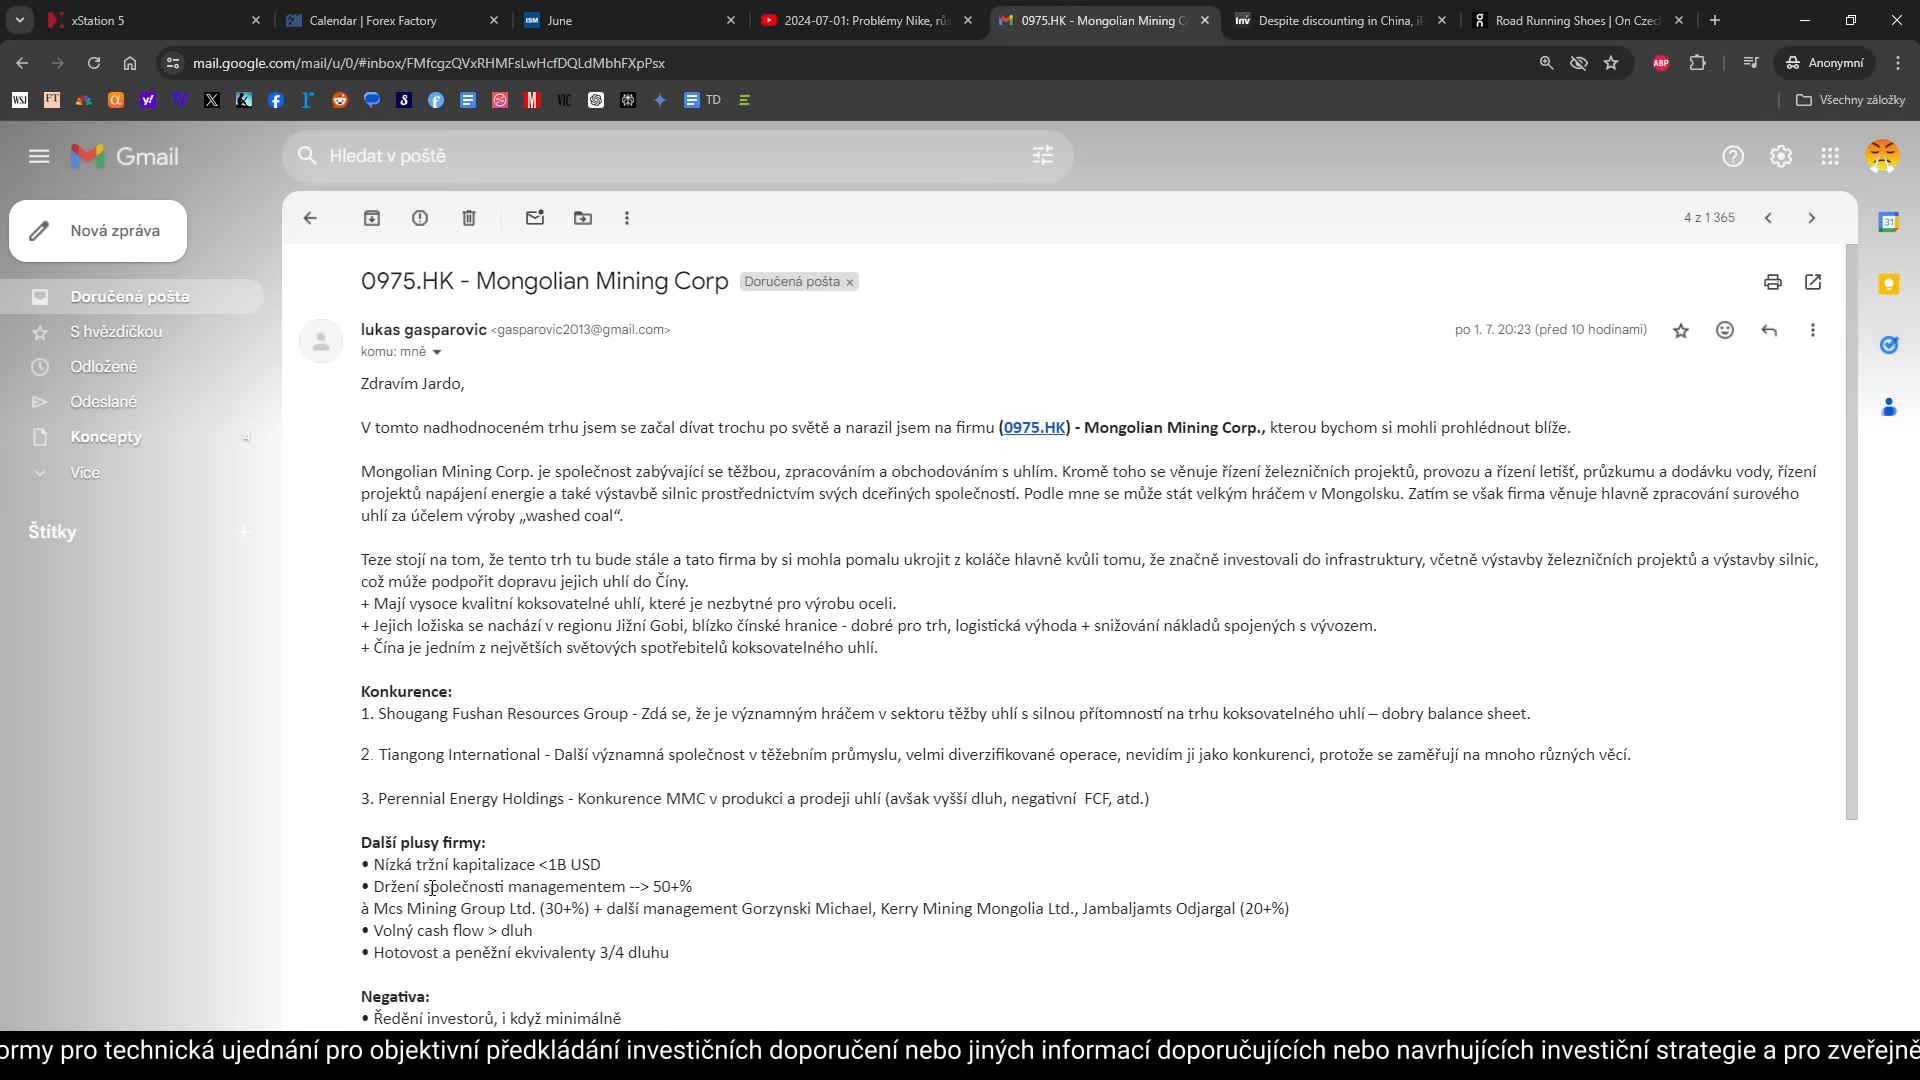 xStation 5
Calendar | Forex Factory
ISM
June
2024-07-01: Problémy Nike, růs
0975.HK - Mongolian Mining C
Inv
Despite discounting in China, iP
Road Running Shoes | On Czec
mail.google.com/mail/u/0/#inbox/FMfcgzQVxRHMFsLwHcfDQLdMbhFXpPsx
ABP
Anonymní
WSJ
FT
VIC
TD
Všechny záložky
Gmail
Hledat v poště
Nová zpráva
4 z 1 365
31
Doručená pošta
S hvězdičkou
Odložené
Odeslané
Koncepty
4
Více
Štítky
0975.HK - Mongolian Mining Corp
Doručená pošta ×
lukas gasparovic <gasparovic2013@gmail.com>
po 1. 7. 20:23 (před 10 hodinami)
komu: mně
Zdravím Jardo,
V tomto nadhodnoceném trhu jsem se začal dívat trochu po světě a narazil jsem na firmu (0975.HK) - Mongolian Mining Corp., kterou bychom si mohli prohlédnout blíže.
Mongolian Mining Corp. je společnost zabývající se těžbou, zpracováním a obchodováním s uhlím. Kromě toho se věnuje řízení železničních projektů, provozu a řízení letišť, průzkumu a dodávku vody, řízení
projektů napájení energie a také výstavbě silnic prostřednictvím svých dceřiných společností. Podle mne se může stát velkým hráčem v Mongolsku. Zatím se však firma věnuje hlavně zpracování surového
uhlí za účelem výroby „washed coal“.
Teze stojí na tom, že tento trh tu bude stále a tato firma by si mohla pomalu ukrojit z koláče hlavně kvůli tomu, že značně investovali do infrastruktury, včetně výstavby železničních projektů a výstavby silnic,
což múže podpořit dopravu jejich uhlí do Číny.
+ Mají vysoce kvalitní koksovatelné uhlí, které je nezbytné pro výrobu oceli.
+ Jejich ložiska se nachází v regionu Jižní Gobi, blízko čínské hranice - dobré pro trh, logistická výhoda + snižování nákladů spojených s vývozem.
+ Čína je jedním z největších světových spotřebitelů koksovatelného uhlí.
Konkurence:
1. Shougang Fushan Resources Group - Zdá se, že je významným hráčem v sektoru těžby uhlí s silnou přítomností na trhu koksovatelného uhlí – dobry balance sheet.
2. Tiangong International - Další významná společnost v těžebním průmyslu, velmi diverzifikované operace, nevidím ji jako konkurenci, protože se zaměřují na mnoho různých věcí.
3. Perennial Energy Holdings - Konkurence MMC v produkci a prodeji uhlí (avšak vyšší dluh, negativní  FCF, atd.)
Další plusy firmy:
• Nízká tržní kapitalizace <1B USD
• Držení společnosti managementem --> 50+%
à Mcs Mining Group Ltd. (30+%) + další management Gorzynski Michael, Kerry Mining Mongolia Ltd., Jambaljamts Odjargal (20+%)
• Volný cash flow > dluh
• Hotovost a peněžní ekvivalenty 3/4 dluhu
Negativa:
• Ředění investorů, i když minimálně
ormy pro technická ujednání pro objektivní předkládání investičních doporučení nebo jiných informací doporučujících nebo navrhujících investiční strategie a pro zveřejně